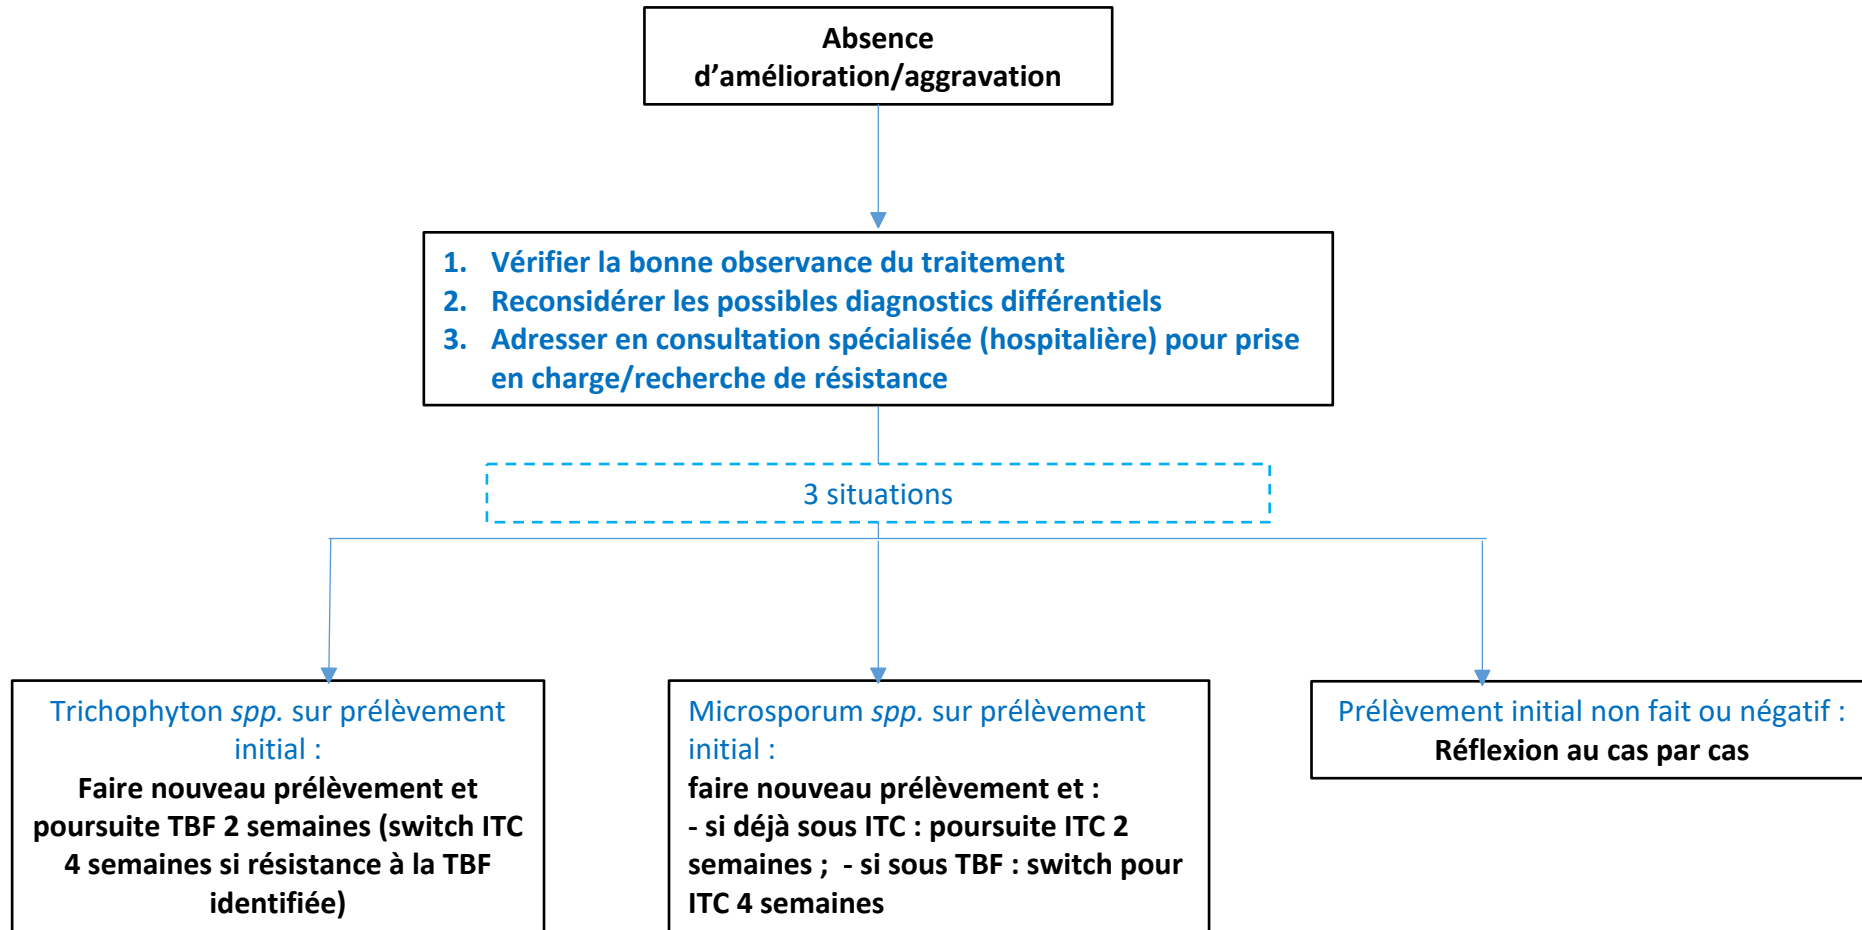 Absence
d’amélioration/aggravation
1. Vérifier la bonne observance du traitement
2. Reconsidérer les possibles diagnostics différentiels
3. Adresser en consultation spécialisée (hospitalière) pour prise
en charge/recherche de résistance
3 situations
Trichophyton spp. sur prélèvement
initial :
Faire nouveau prélèvement et
poursuite TBF 2 semaines (switch ITC
4 semaines si résistance à la TBF
identifiée)
Microsporum spp. sur prélèvement
initial :
faire nouveau prélèvement et :
- si déjà sous ITC : poursuite ITC 2
semaines ; - si sous TBF : switch pour
ITC 4 semaines
Prélèvement initial non fait ou négatif :
Réflexion au cas par cas